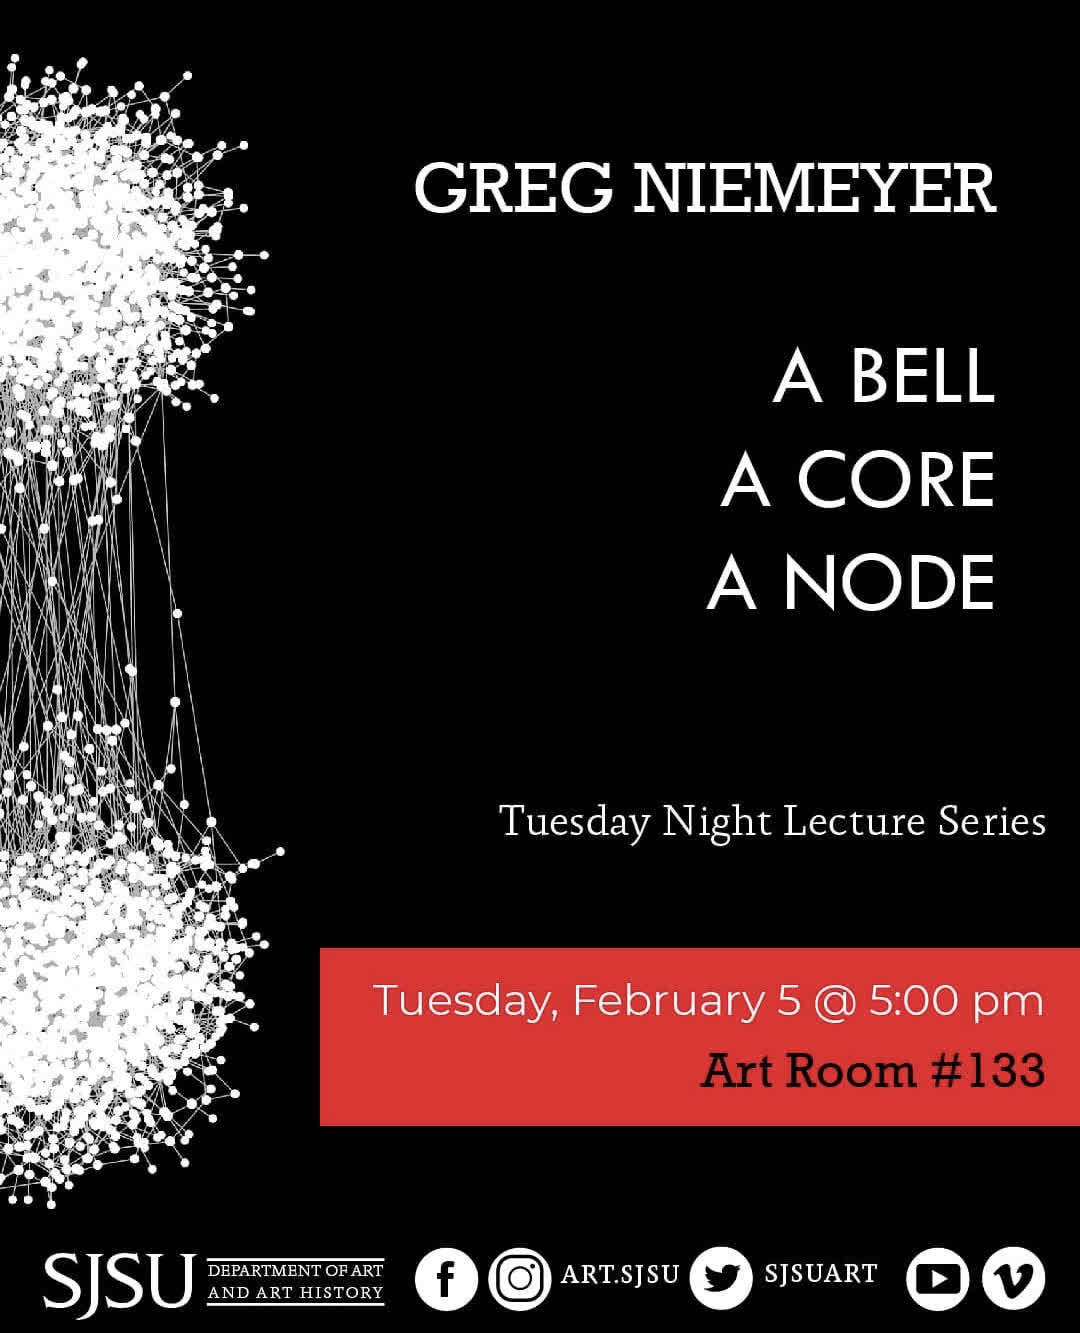 GREG NIEMEYER
A BELL
A CORE
A NODE
Tuesday Night Lecture Series
Tuesday, February 5 @ 5:00 pm
Art Room #133
SJSU
DEPARTMENT OF ART
AND ART HISTORY
ART.SJSU
SJSUART